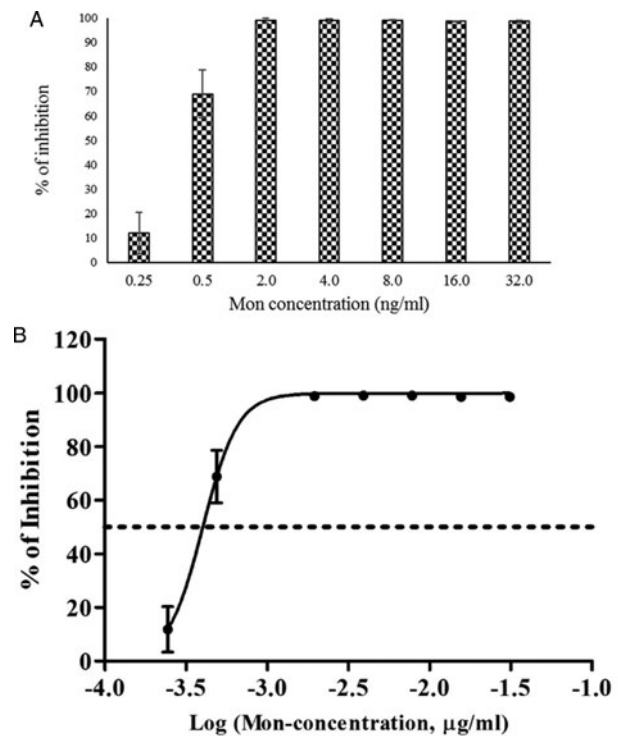 A
100
90
80
70
60
50
40
30
20
10
0
% of inhibition
0.25 0.5 2.0 4.0 8.0 16.0 32.0
Mon concentration (ng/ml)
B
120
100
80
60
40
20
0
% of Inhibition
-4.0 -3.5 -3.0 -2.5 -2.0 -1.5 -1.0
Log (Mon-concentration, µg/ml)